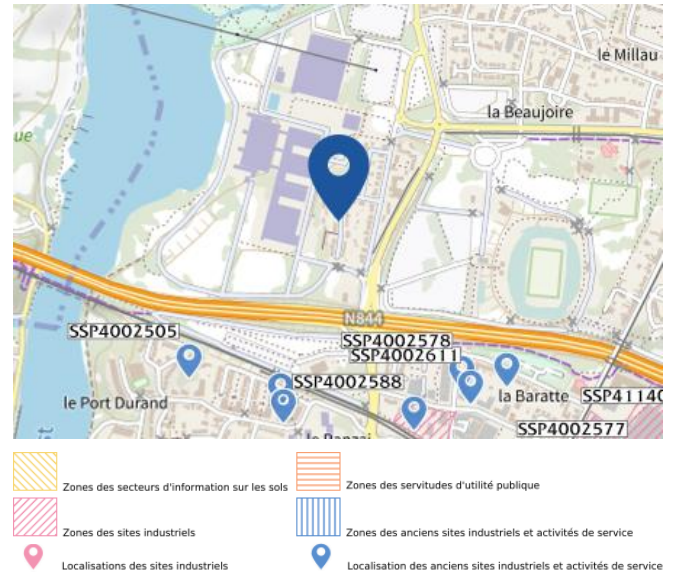 le Millau
la Beaujoire
N844
SSP4002505
SSP4002578
SSP4002611
SSP4002588
le Port Durand
la Baratte
SSP41140
SSP4002577
Zones des secteurs d'information sur les sols
Zones des servitudes d'utilité publique
Zones des sites industriels
Zones des anciens sites industriels et activités de service
Localisations des sites industriels
Localisation des anciens sites industriels et activités de service